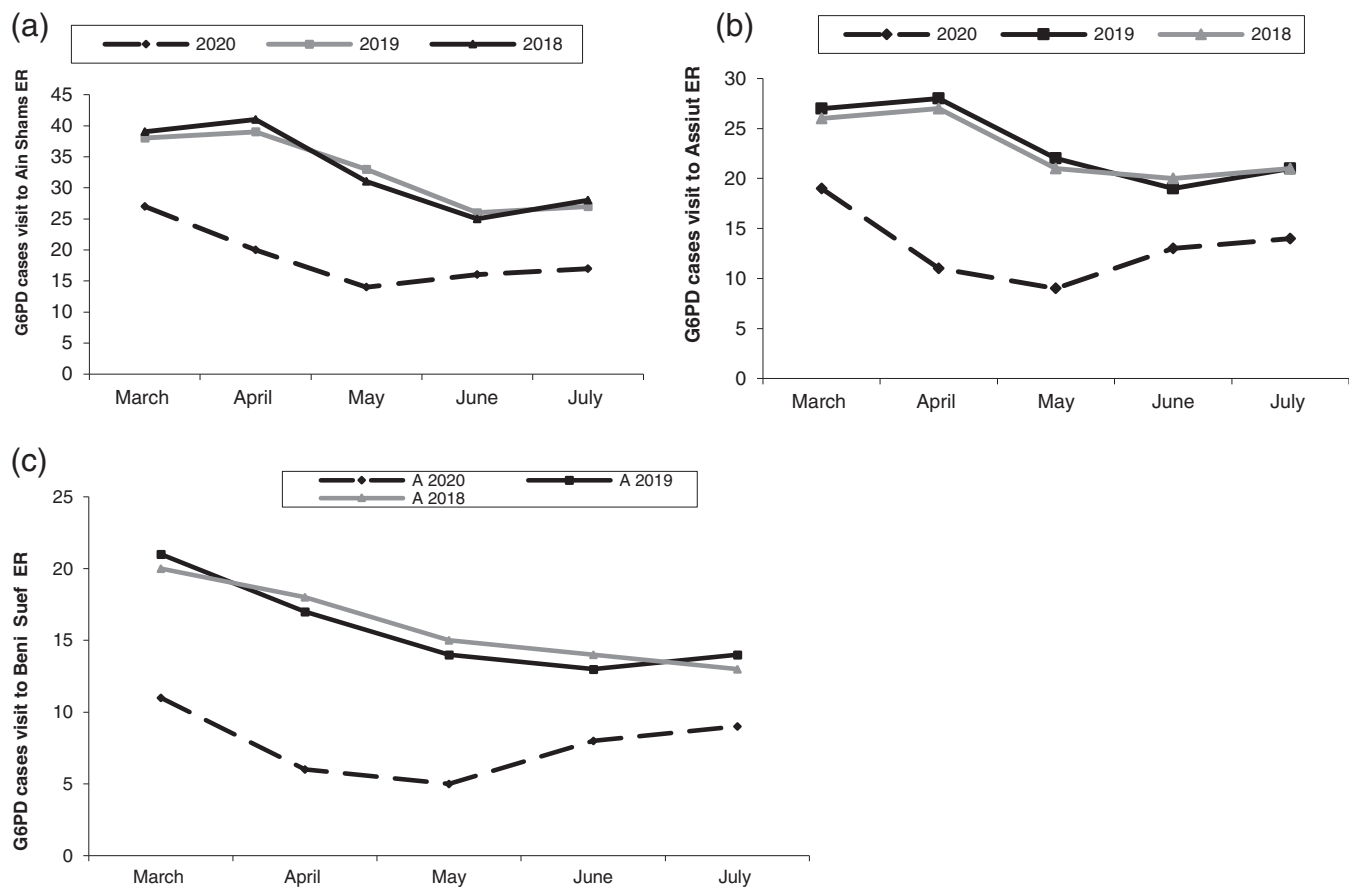 (a)
2020 2019 2018
G6PD cases visit to Ain Shams ER
45
40
35
30
25
20
15
10
5
0
March April May June July
(b)
2020 2019 2018
G6PD cases visit to Assiut ER
30
25
20
15
10
5
0
March April May June July
(c)
A 2020 A 2019
A 2018
G6PD cases visit to Beni Suef ER
25
20
15
10
5
0
March April May June July